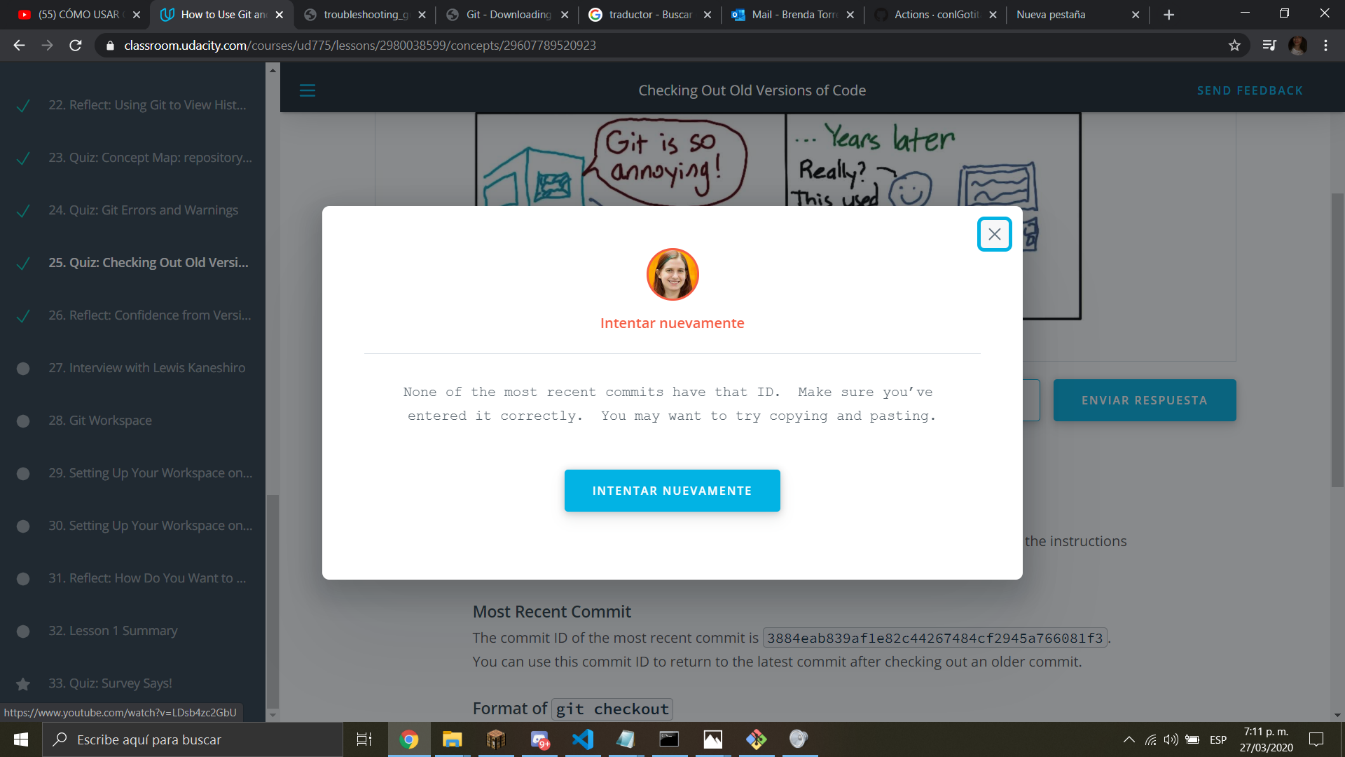 (55) CÓMO USAR
How to Use Git an
troubleshooting_g
Git - Downloading
traductor - Buscar
Mail - Brenda Torr
Actions · conIGotit
Nueva pestaña
classroom.udacity.com/courses/ud775/lessons/2980038599/concepts/29607789520923
Checking Out Old Versions of Code
SEND FEEDBACK
22. Reflect: Using Git to View Hist...
23. Quiz: Concept Map: repository...
24. Quiz: Git Errors and Warnings
25. Quiz: Checking Out Old Versi...
26. Reflect: Confidence from Versi...
27. Interview with Lewis Kaneshiro
28. Git Workspace
29. Setting Up Your Workspace on...
30. Setting Up Your Workspace on...
31. Reflect: How Do You Want to ...
32. Lesson 1 Summary
33. Quiz: Survey Says!
https://www.youtube.com/watch?v=LDsb4zc2GbU
Git is so
annoying!
... Years later
Really?
This used
Intentar nuevamente
None of the most recent commits have that ID. Make sure you’ve
entered it correctly. You may want to try copying and pasting.
INTENTAR NUEVAMENTE
ENVIAR RESPUESTA
the instructions
Most Recent Commit
The commit ID of the most recent commit is 3884eab839af1e82c44267484cf2945a766081f3.
You can use this commit ID to return to the latest commit after checking out an older commit.
Format of git checkout
Escribe aquí para buscar
9+
ESP
7:11 p. m.
27/03/2020